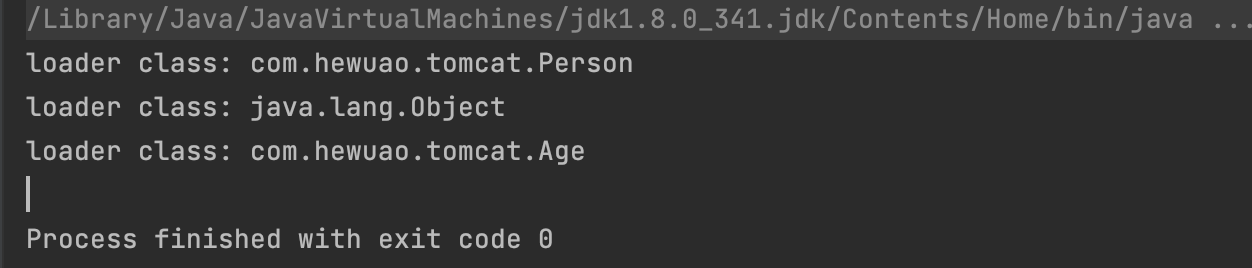 /Library/Java/JavaVirtualMachines/jdk1.8.0_341.jdk/Contents/Home/bin/java ...
loader class: com.hewuao.tomcat.Person
loader class: java.lang.Object
loader class: com.hewuao.tomcat.Age
Process finished with exit code 0